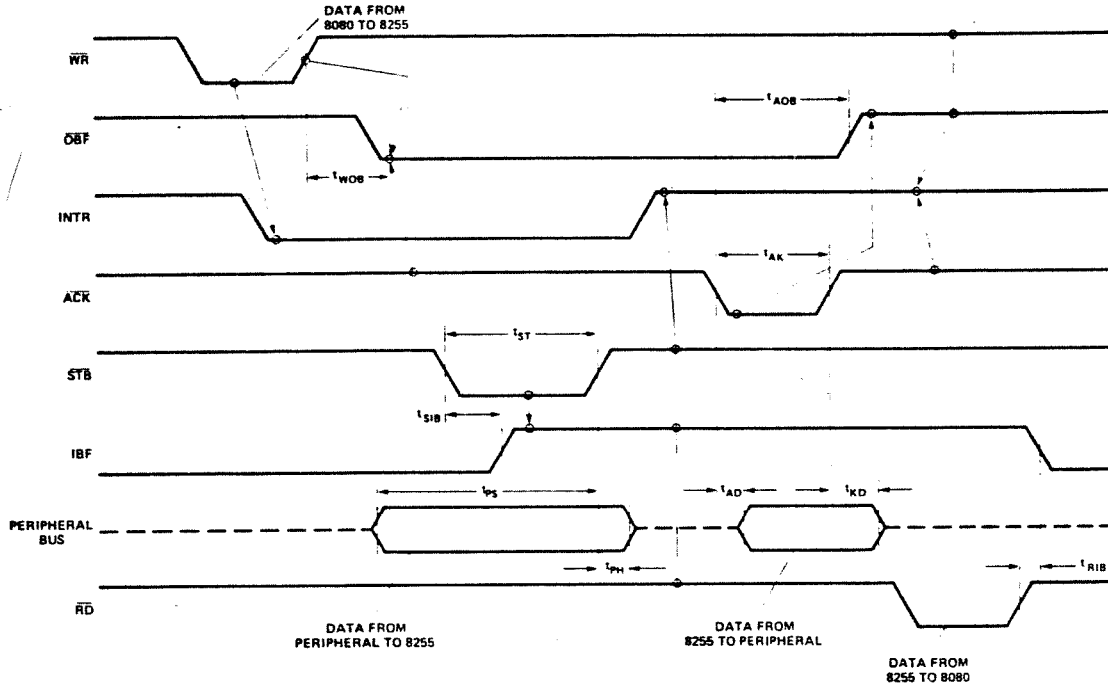 DATA FROM
8080 TO 8255
WR
tAOB
OBF
tWOB
INTR
tAK
ACK
tST
STB
tSIB
IBF
tPS
tAD
tKD
PERIPHERAL
BUS
tPH
tRIB
RD
DATA FROM
PERIPHERAL TO 8255
DATA FROM
8255 TO PERIPHERAL
DATA FROM
8255 TO 8080